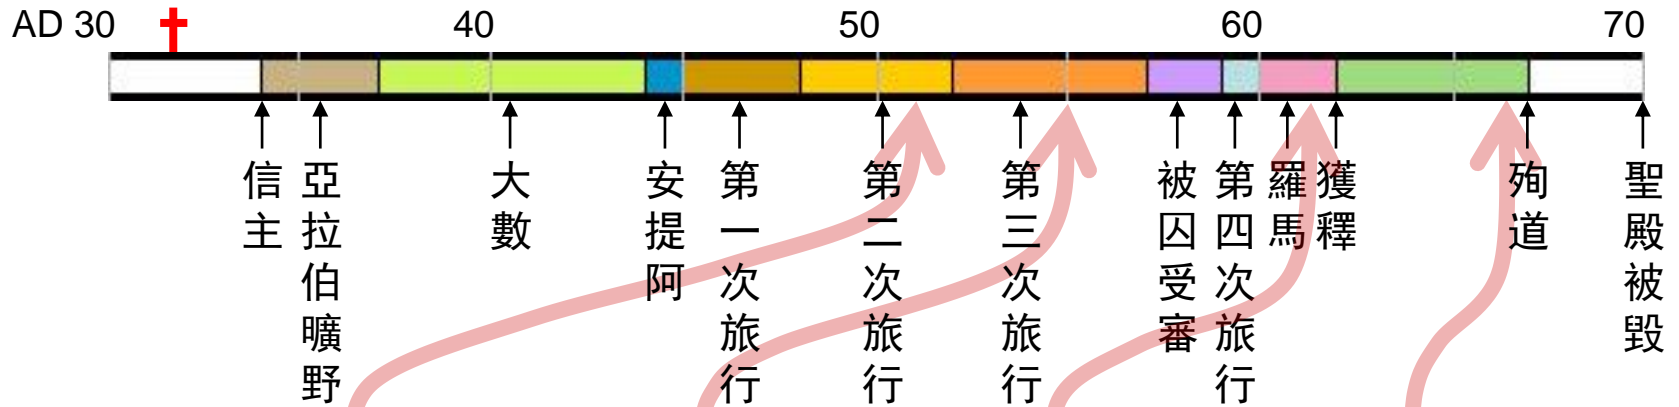 AD 30 40 50 60 70
信主
亞拉伯曠野
大數
安提阿
第一次旅行
第二次旅行
第三次旅行
被囚受審
第四次旅行
羅馬
獲釋
殉道
聖殿被毀